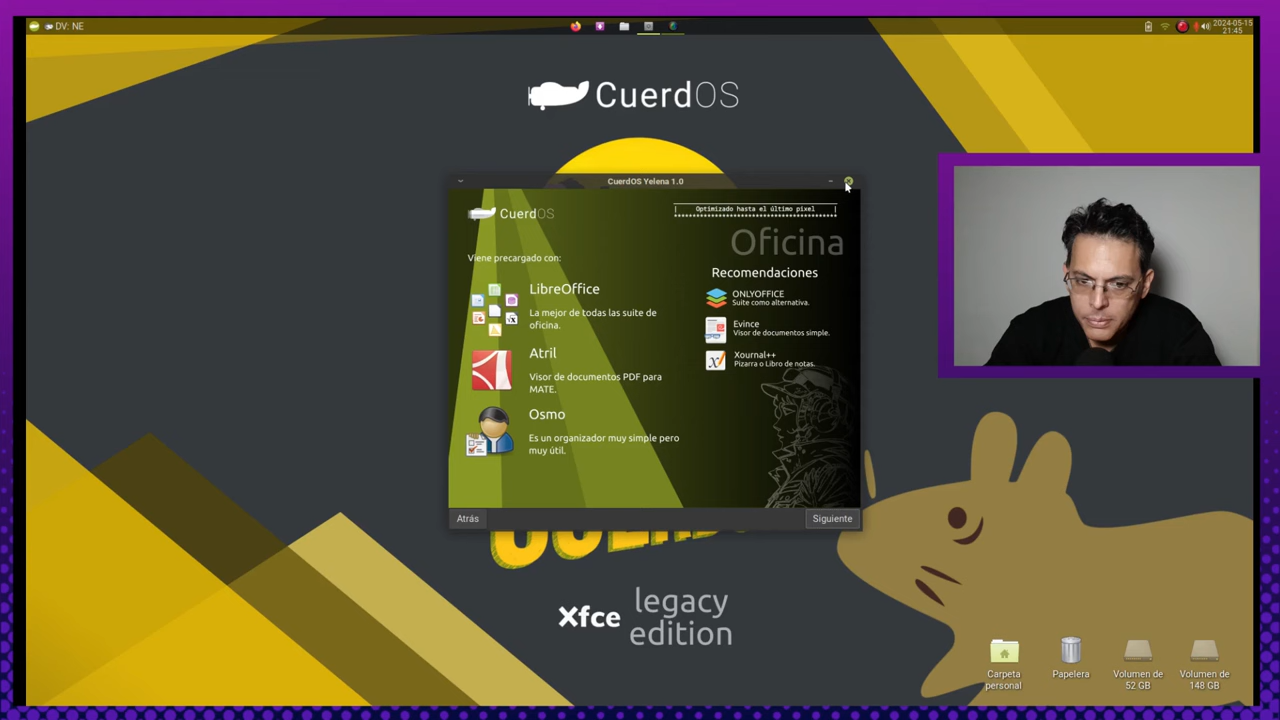 DV: NE
2024-05-15
21:45
CuerdOS
CuerdOS Yelena 1.0
CuerdOS
| Optimizado hasta el último pixel |
Oficina
Viene precargado con:
LibreOffice
La mejor de todas las suite de
oficina.
Atril
Visor de documentos PDF para
MATE.
Osmo
Es un organizador muy simple pero
muy útil.
Recomendaciones
ONLYOFFICE
Suite como alternativa.
Evince
Visor de documentos simple.
Xournal++
Pizarra o Libro de notas.
Atrás
Siguiente
Xfce
legacy
edition
Carpeta
personal
Papelera
Volumen de
52 GB
Volumen de
148 GB